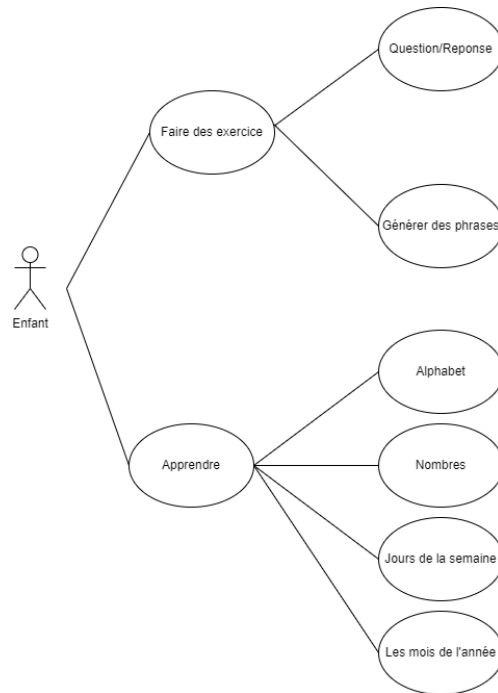 Question/Reponse
Faire des exercice
Génèrer des phrases
Enfant
Alphabet
Apprendre
Nombres
Jours de la semaine
Les mois de l'année